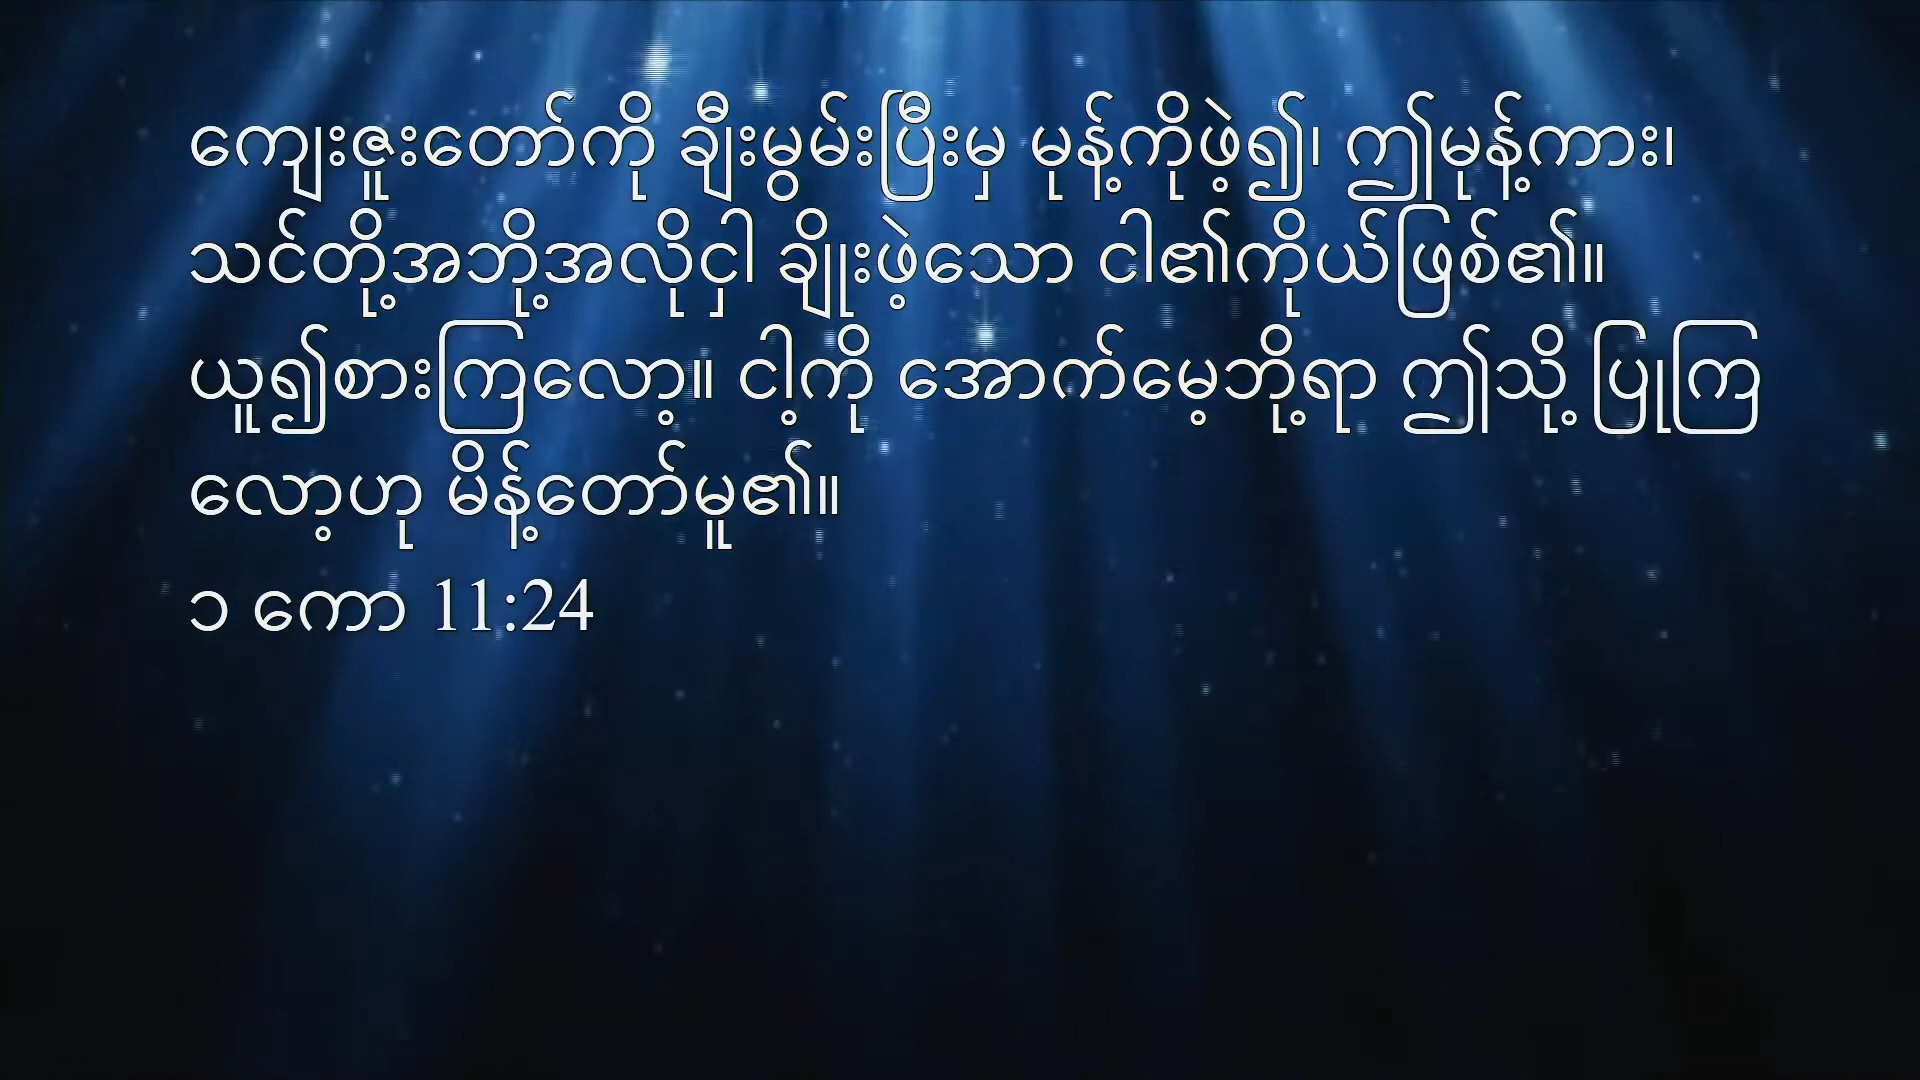 ကျေးဇူးတော်ကို ချီးမွမ်းပြီးမှ မုန့်ကိုဖဲ့၍၊ ဤမုန့်ကား၊
သင်တို့အဘို့အလိုငှါ ချိုးဖဲ့သော ငါ၏ကိုယ်ဖြစ်၏။
ယူ၍စားကြလော့။ ငါ့ကို အောက်မေ့ဘို့ရာ ဤသို့ ပြုကြ
လော့ဟု မိန့်တော်မူ၏။
၁ ကော 11:24